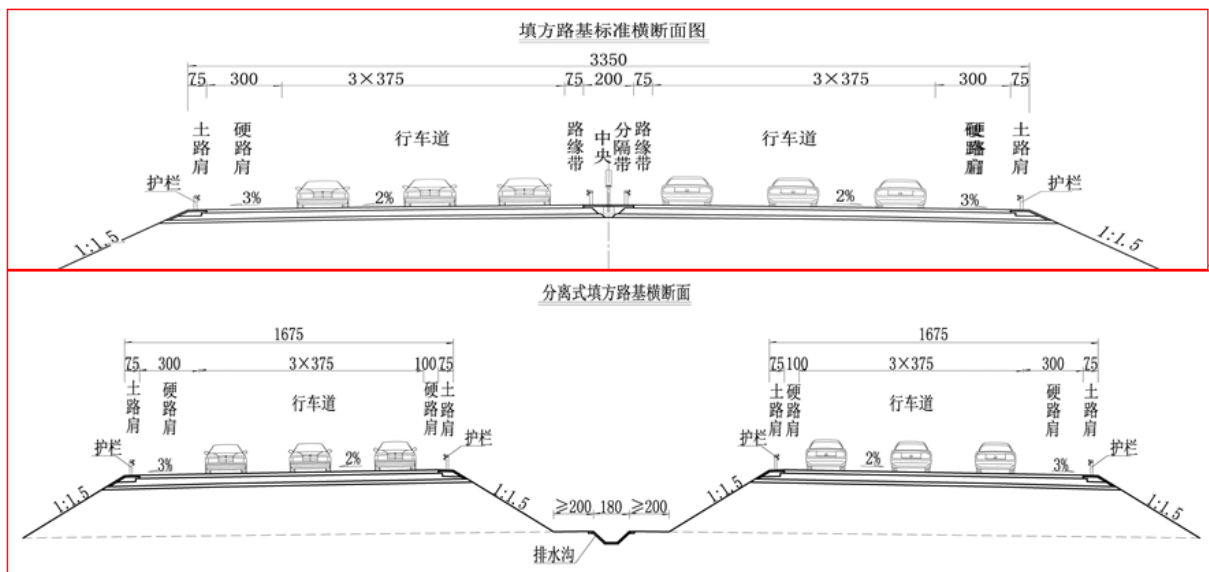 填方路基标准横断面图
3350
75 300 3×375 75 200 75 3×375 300 75
土路肩 硬路肩 行车道 路缘带 中央 分隔带 路缘带 行车道 硬路肩 土路肩
护栏 3% 2% 2% 3% 护栏
1:1.5 1:1.5
分离式填方路基横断面
1675 1675
75 300 3×375 100 75 75 100 3×375 300 75
土路肩 硬路肩 行车道 硬路肩 土路肩 土路肩 硬路肩 行车道 硬路肩 土路肩
护栏 3% 2% 护栏 护栏 2% 3% 护栏
1:1.5 1:1.5 1:1.5 1:1.5
≥200 180 ≥200
排水沟